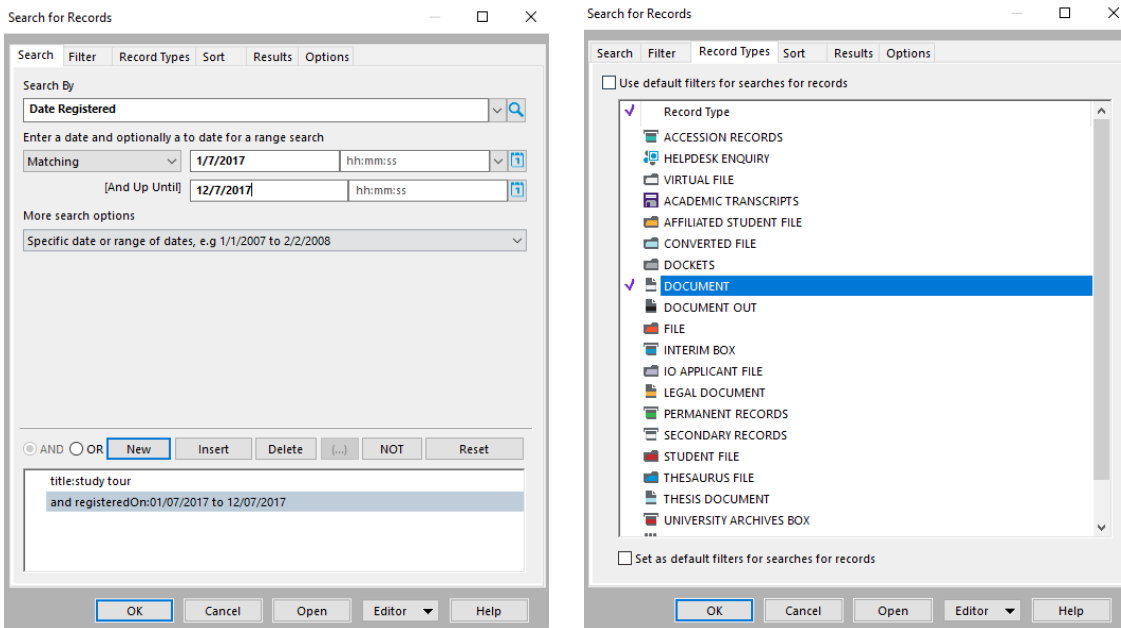 Search for Records
Search Filter Record Types Sort Results Options
Search By
Date Registered
Enter a date and optionally a to date for a range search
Matching 1/7/2017 hh:mm:ss
[And Up Until] 12/7/2017 hh:mm:ss
More search options
Specific date or range of dates, e.g 1/1/2007 to 2/2/2008
AND OR New Insert Delete (...) NOT Reset
title:study tour
and registeredOn:01/07/2017 to 12/07/2017
OK Cancel Open Editor Help
Search for Records
Search Filter Record Types Sort Results Options
Use default filters for searches for records
Record Type
ACCESSION RECORDS
HELPDESK ENQUIRY
VIRTUAL FILE
ACADEMIC TRANSCRIPTS
AFFILIATED STUDENT FILE
CONVERTED FILE
DOCKETS
DOCUMENT
DOCUMENT OUT
FILE
INTERIM BOX
IO APPLICANT FILE
LEGAL DOCUMENT
PERMANENT RECORDS
SECONDARY RECORDS
STUDENT FILE
THESAURUS FILE
THESIS DOCUMENT
UNIVERSITY ARCHIVES BOX
Set as default filters for searches for records
OK Cancel Open Editor Help